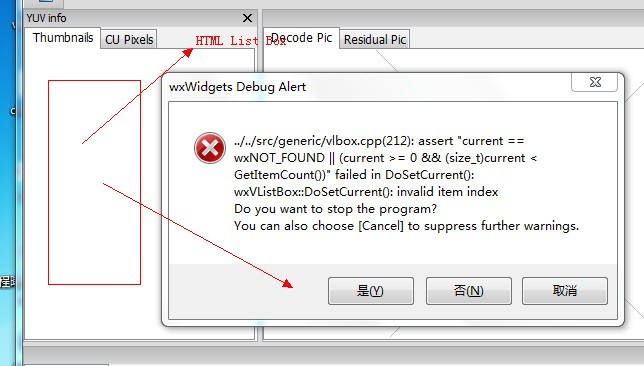 YUV info
Thumbnails
CU Pixels
HTML List Box
Decode Pic
Residual Pic
wxWidgets Debug Alert
../../src/generic/vlbox.cpp(212): assert "current ==
wxNOT_FOUND || (current >= 0 && (size_t)current <
GetItemCount())" failed in DoSetCurrent():
wxVListBox::DoSetCurrent(): invalid item index
Do you want to stop the program?
You can also choose [Cancel] to suppress further warnings.
是(Y)
否(N)
取消